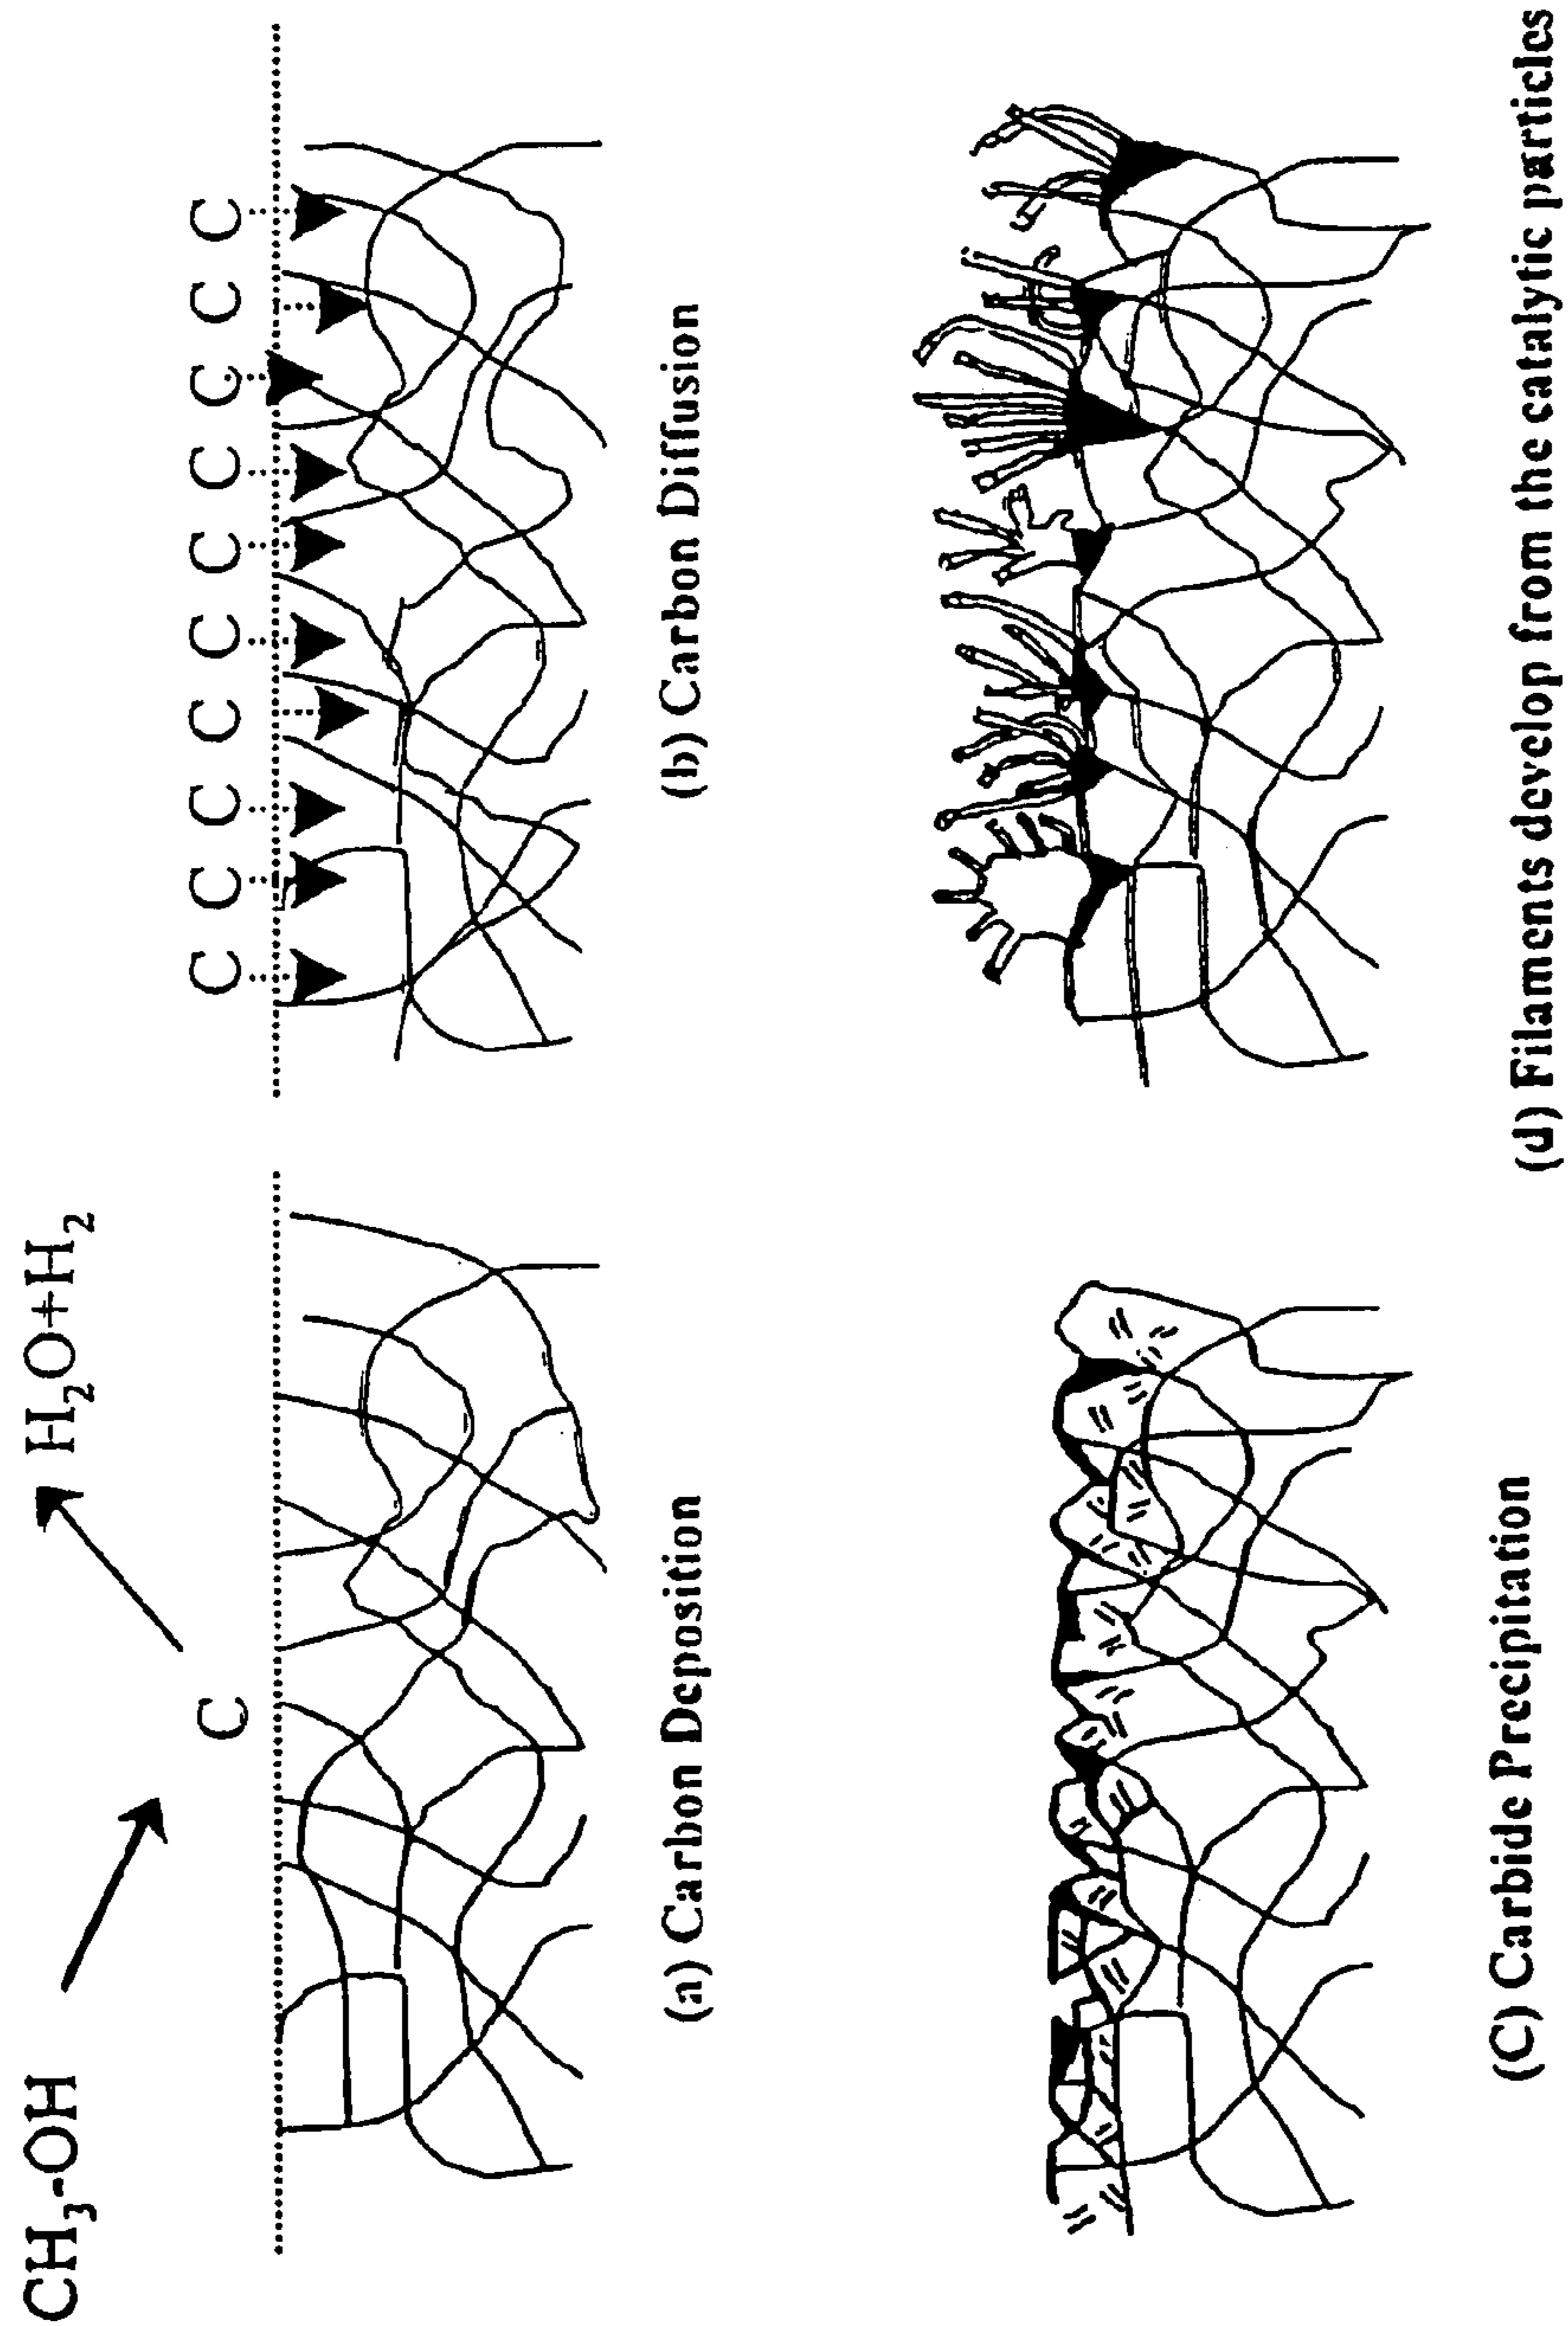 CH₃-OH
H₂O+H₂
C
(a) Carbon Deposition
C C C C C C C C C C
(b) Carbon Diffusion
(C) Carbide Precipitation
(d) Filaments develop from the catalytic particles